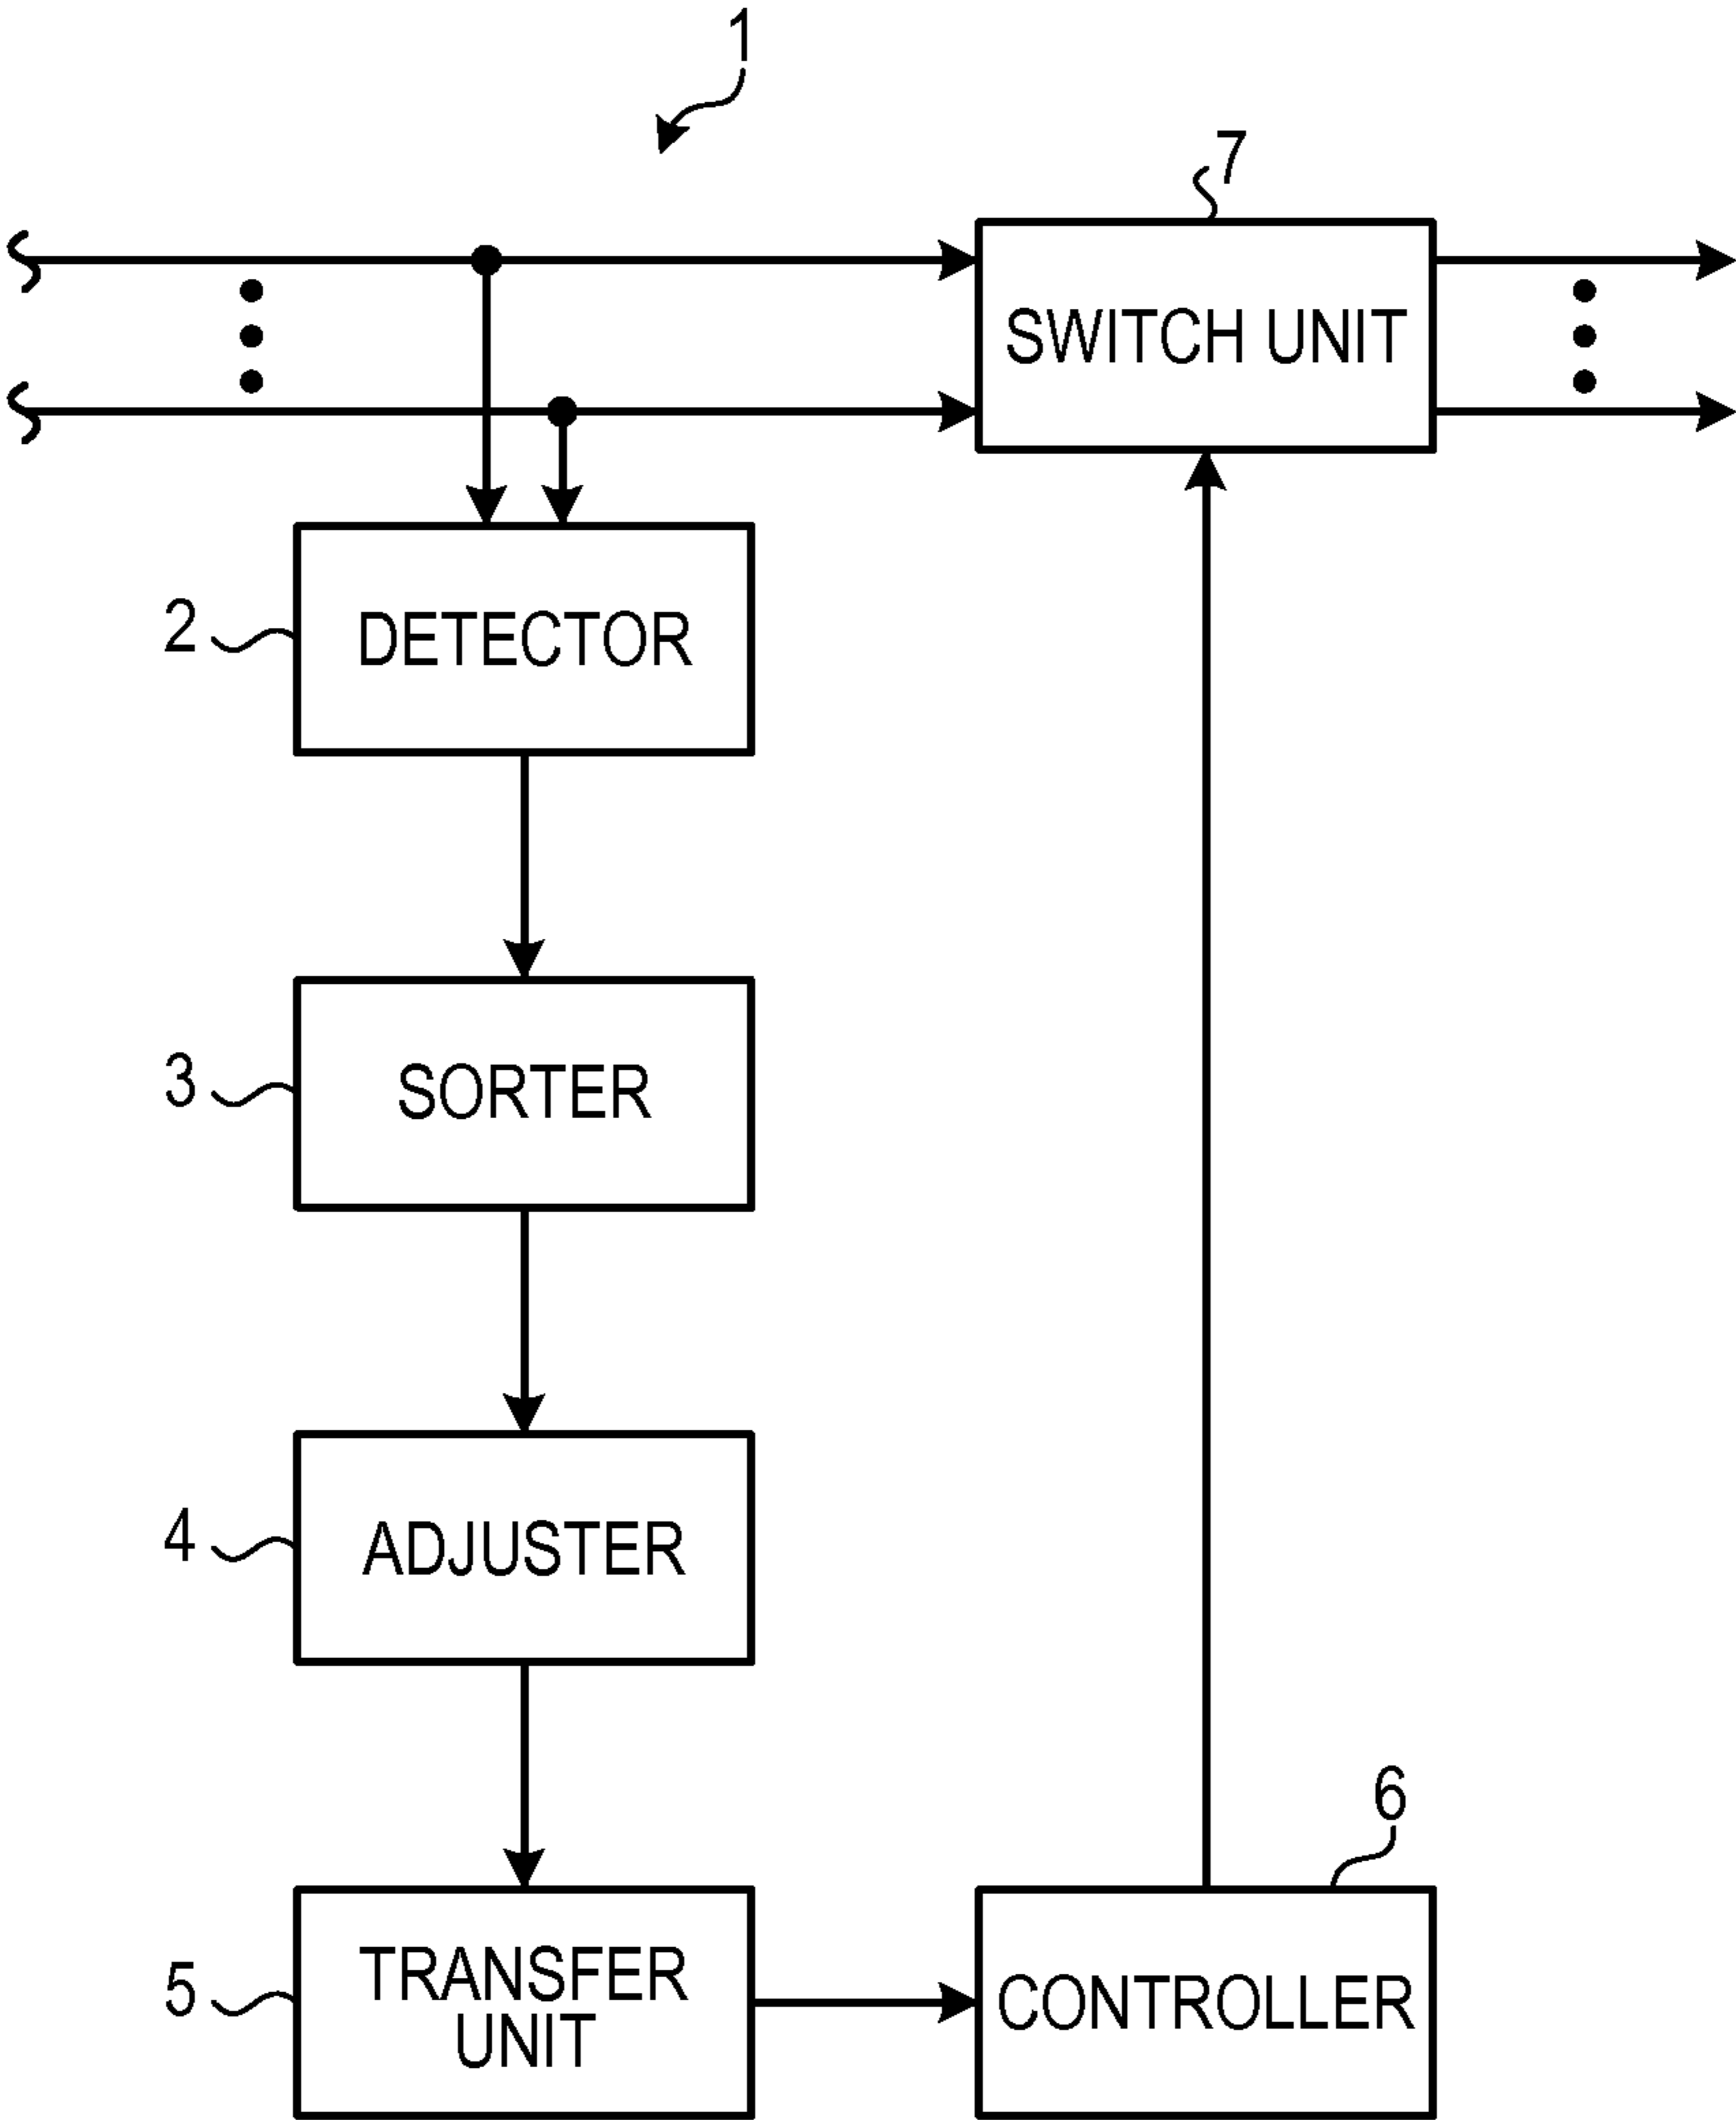 1
7
SWITCH UNIT
2
DETECTOR
3
SORTER
4
ADJUSTER
6
5
TRANSFER
UNIT
CONTROLLER